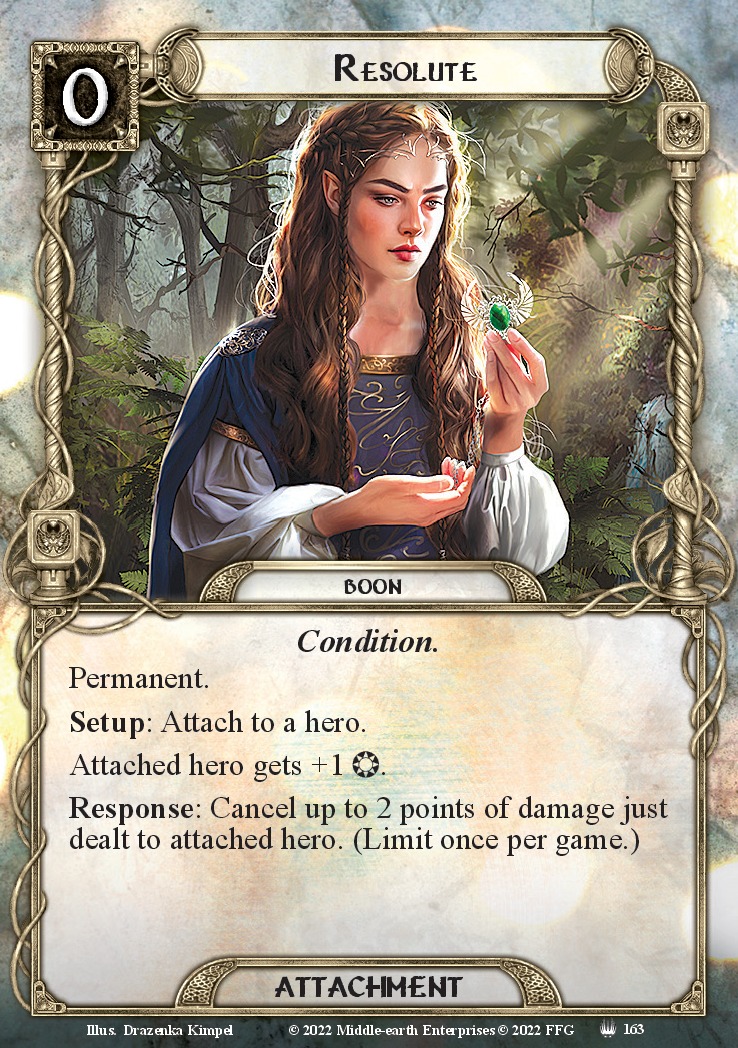 0
RESOLUTE
BOON
Condition.
Permanent.
Setup: Attach to a hero.
Attached hero gets +1 .
Response: Cancel up to 2 points of damage just
dealt to attached hero. (Limit once per game.)
ATTACHMENT
Illus. Drazenka Kimpel © 2022 Middle-earth Enterprises © 2022 FFG 163